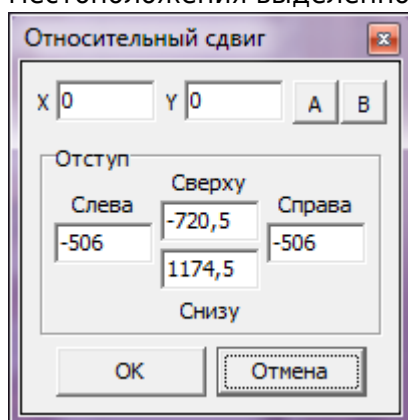 Относительный сдвиг
X 0 Y 0 A B
Отступ
Сверху
Слева -720,5 Справа
-506 1174,5 -506
Снизу
OK Отмена